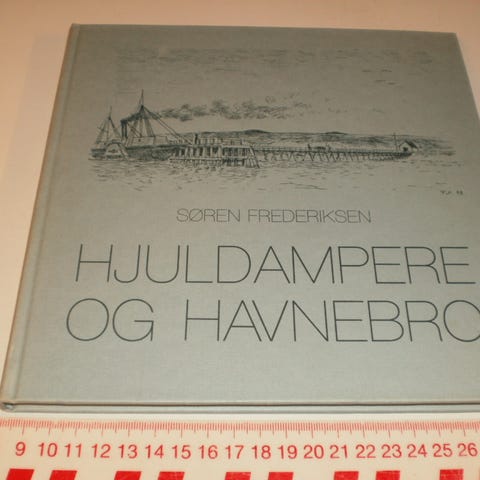 SØREN FREDERIKSEN
HJULDAMPERE
OG HAVNEBRO
9 10 11 12 13 14 15 16 17 18 19 20 21 22 23 24 25 26